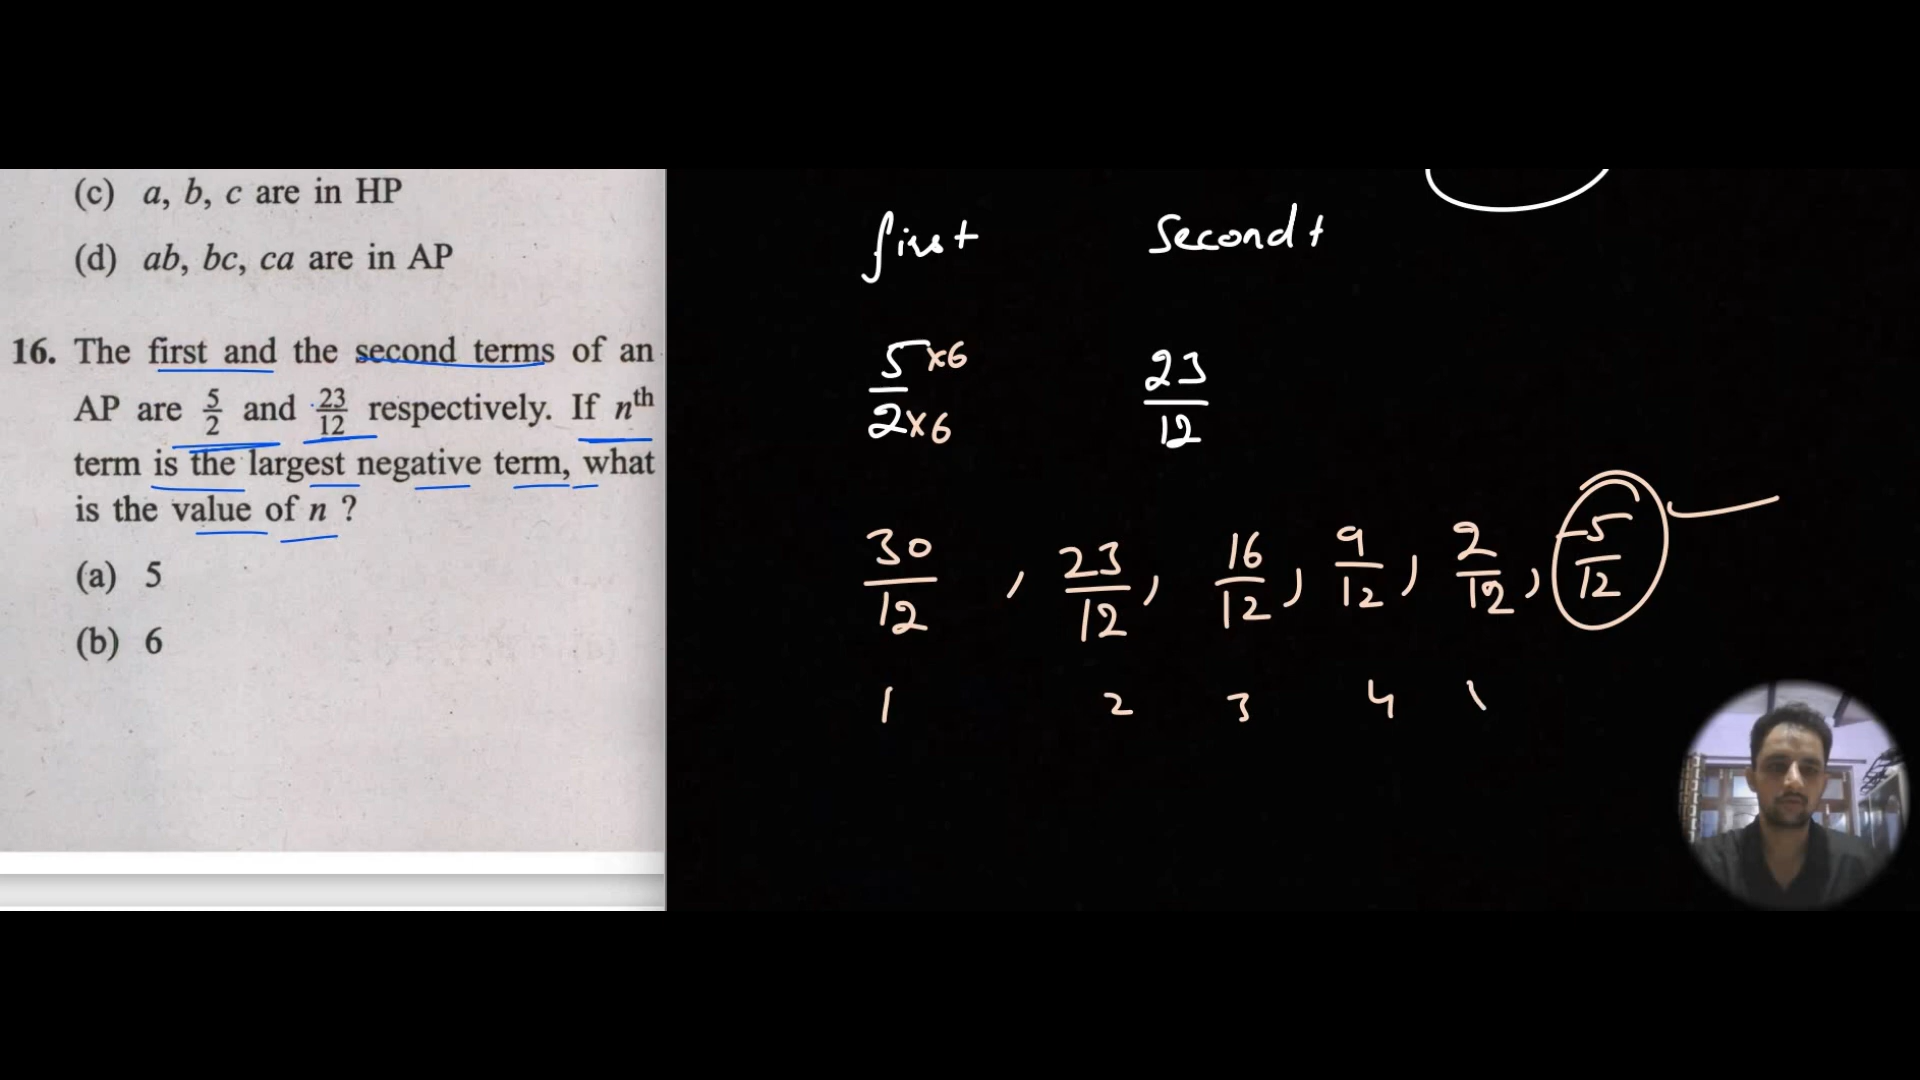 (c) a, b, c are in HP
(d) ab, bc, ca are in AP
16. The first and the second terms of an
AP are 5/2 and 23/12 respectively. If nth
term is the largest negative term, what
is the value of n ?
(a) 5
(b) 6
first second t
5×6/2×6 23/12
30/12 , 23/12 , 16/12 , 9/12 , 2/12 , -5/12
1 2 3 4 \